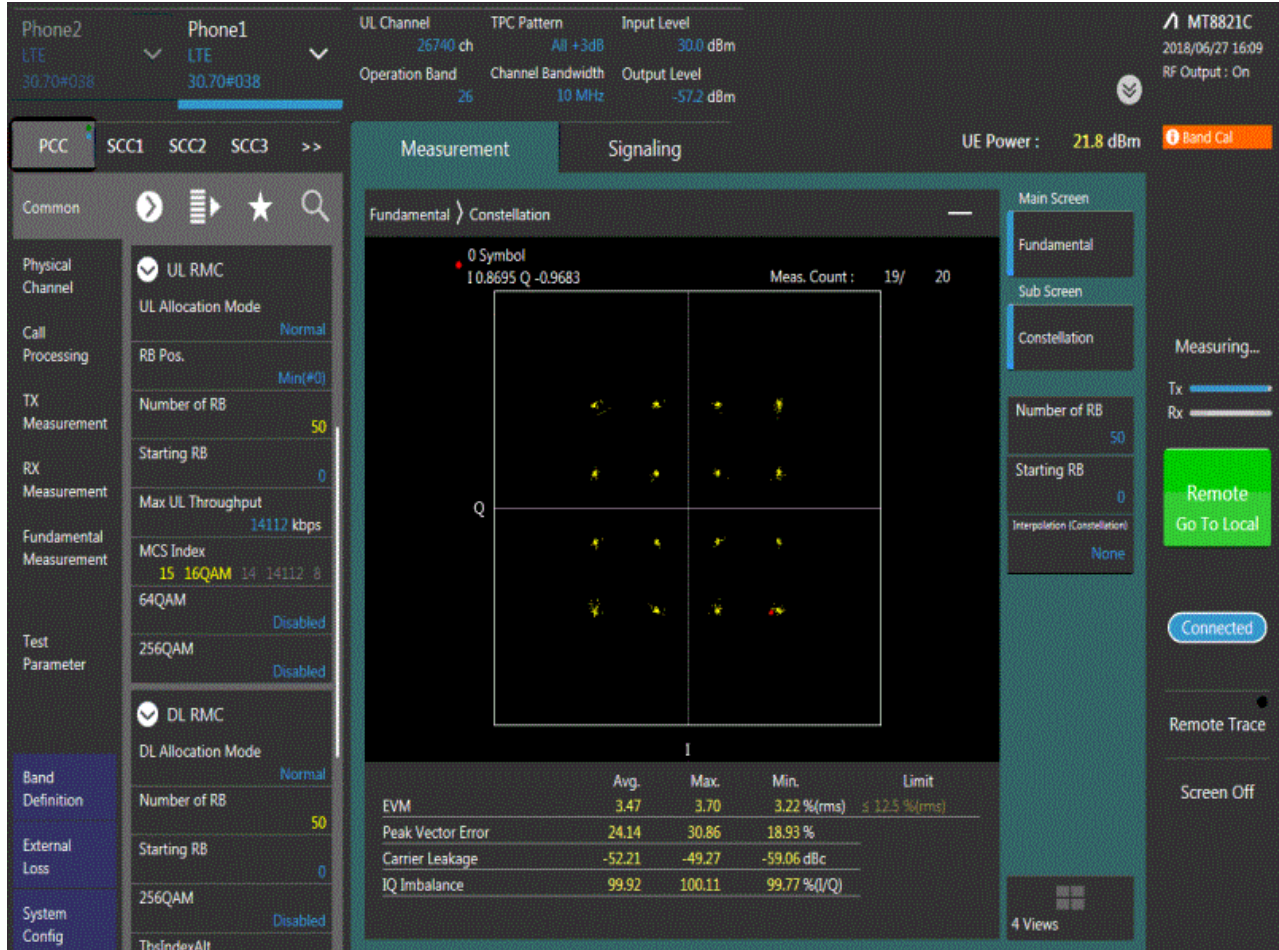 Phone2
LTE
30.70#038
Phone1
LTE
30.70#038
UL Channel
26740 ch
TPC Pattern
All +3dB
Input Level
30.0 dBm
Operation Band
26
Channel Bandwidth
10 MHz
Output Level
-57.2 dBm
MT8821C
2018/06/27 16:09
RF Output : On
PCC SCC1 SCC2 SCC3 >>
Measurement
Signaling
UE Power : 21.8 dBm
Band Cal
Common
Physical
Channel
Call
Processing
TX
Measurement
RX
Measurement
Fundamental
Measurement
Test
Parameter
Band
Definition
External
Loss
System
Config
UL RMC
UL Allocation Mode
Normal
RB Pos.
Min(#0)
Number of RB
50
Starting RB
0
Max UL Throughput
14112 kbps
MCS Index
15 16QAM 14 14112 8
64QAM
Disabled
256QAM
Disabled
DL RMC
DL Allocation Mode
Normal
Number of RB
50
Starting RB
0
256QAM
Disabled
TbsIndexAlt
Fundamental 〉 Constellation
0 Symbol
I 0.8695 Q -0.9683
Meas. Count : 19/ 20
Q
I
Avg. Max. Min. Limit
EVM 3.47 3.70 3.22 %(rms) ≤ 12.5 %(rms)
Peak Vector Error 24.14 30.86 18.93 %
Carrier Leakage -52.21 -49.27 -59.06 dBc
IQ Imbalance 99.92 100.11 99.77 %(I/Q)
Main Screen
Fundamental
Sub Screen
Constellation
Number of RB
50
Starting RB
0
Interpolation (Constellation)
None
4 Views
Measuring...
Tx
Rx
Remote
Go To Local
Connected
Remote Trace
Screen Off